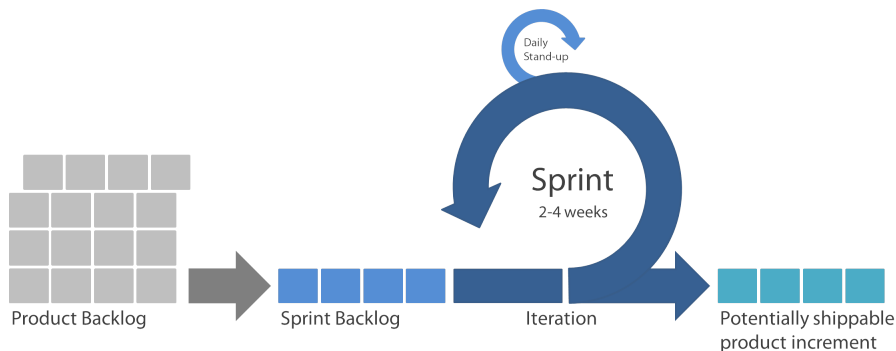 Daily
Stand-up
Sprint
2-4 weeks
Product Backlog
Sprint Backlog
Iteration
Potentially shippable
product increment